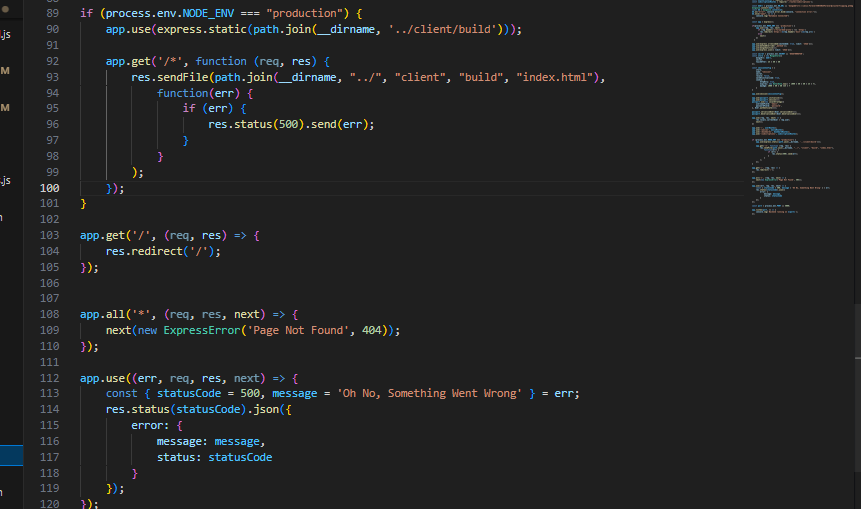 89 if (process.env.NODE_ENV === "production") {
90 app.use(express.static(path.join(__dirname, '../client/build')));
91
92 app.get('/*', function (req, res) {
93 res.sendFile(path.join(__dirname, "../", "client", "build", "index.html"),
94 function(err) {
95 if (err) {
96 res.status(500).send(err);
97 }
98 }
99 );
100 });
101 }
102
103 app.get('/', (req, res) => {
104 res.redirect('/');
105 });
106
107
108 app.all('*', (req, res, next) => {
109 next(new ExpressError('Page Not Found', 404));
110 });
111
112 app.use((err, req, res, next) => {
113 const { statusCode = 500, message = 'Oh No, Something Went Wrong' } = err;
114 res.status(statusCode).json({
115 error: {
116 message: message,
117 status: statusCode
118 }
119 });
120 });
.js
M
M
.js